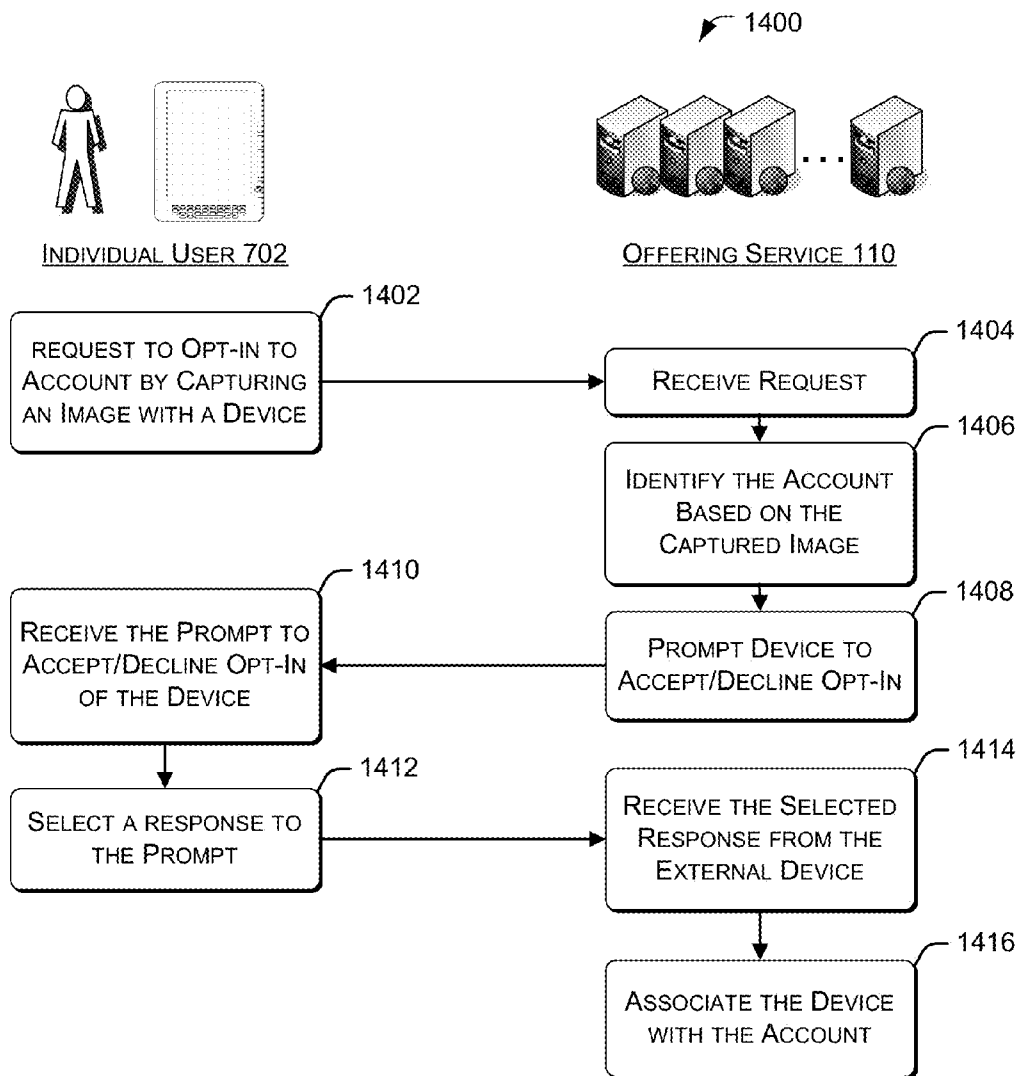 1400
INDIVIDUAL USER 702
OFFERING SERVICE 110
1402
REQUEST TO OPT-IN TO
ACCOUNT BY CAPTURING
AN IMAGE WITH A DEVICE
1404
RECEIVE REQUEST
1406
IDENTIFY THE ACCOUNT
BASED ON THE
CAPTURED IMAGE
1408
PROMPT DEVICE TO
ACCEPT/DECLINE OPT-IN
1410
RECEIVE THE PROMPT TO
ACCEPT/DECLINE OPT-IN
OF THE DEVICE
1412
SELECT A RESPONSE TO
THE PROMPT
1414
RECEIVE THE SELECTED
RESPONSE FROM THE
EXTERNAL DEVICE
1416
ASSOCIATE THE DEVICE
WITH THE ACCOUNT